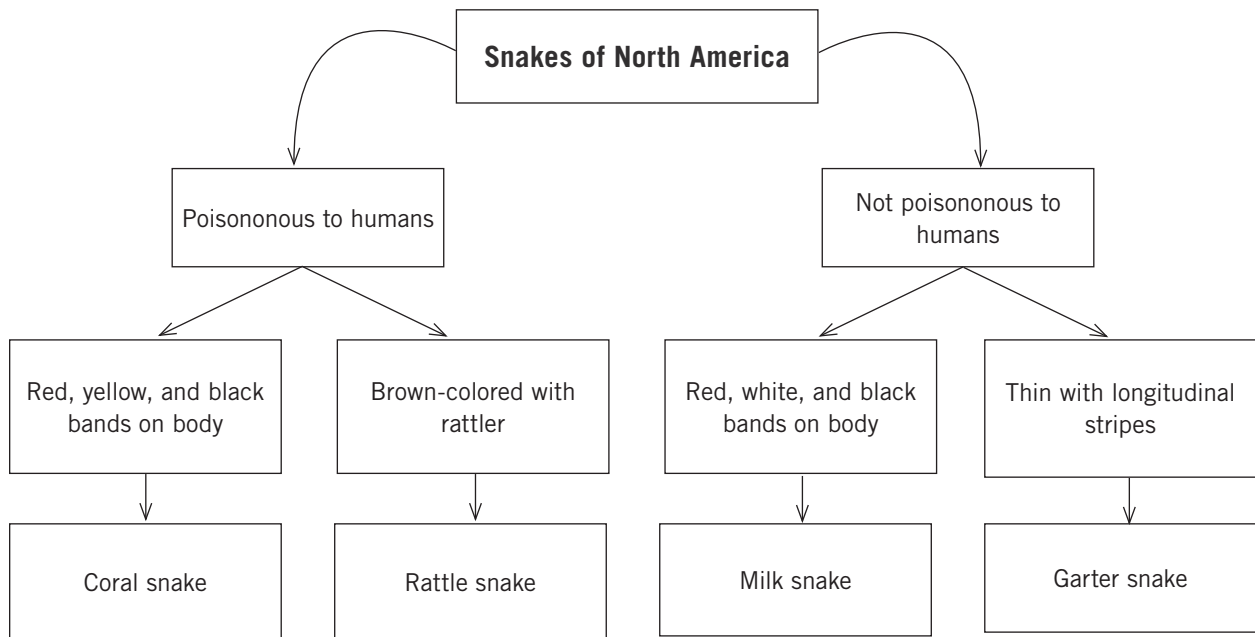 Snakes of North America
Poisononous to humans
Not poisononous to
humans
Red, yellow, and black
bands on body
Brown-colored with
rattler
Red, white, and black
bands on body
Thin with longitudinal
stripes
Coral snake
Rattle snake
Milk snake
Garter snake